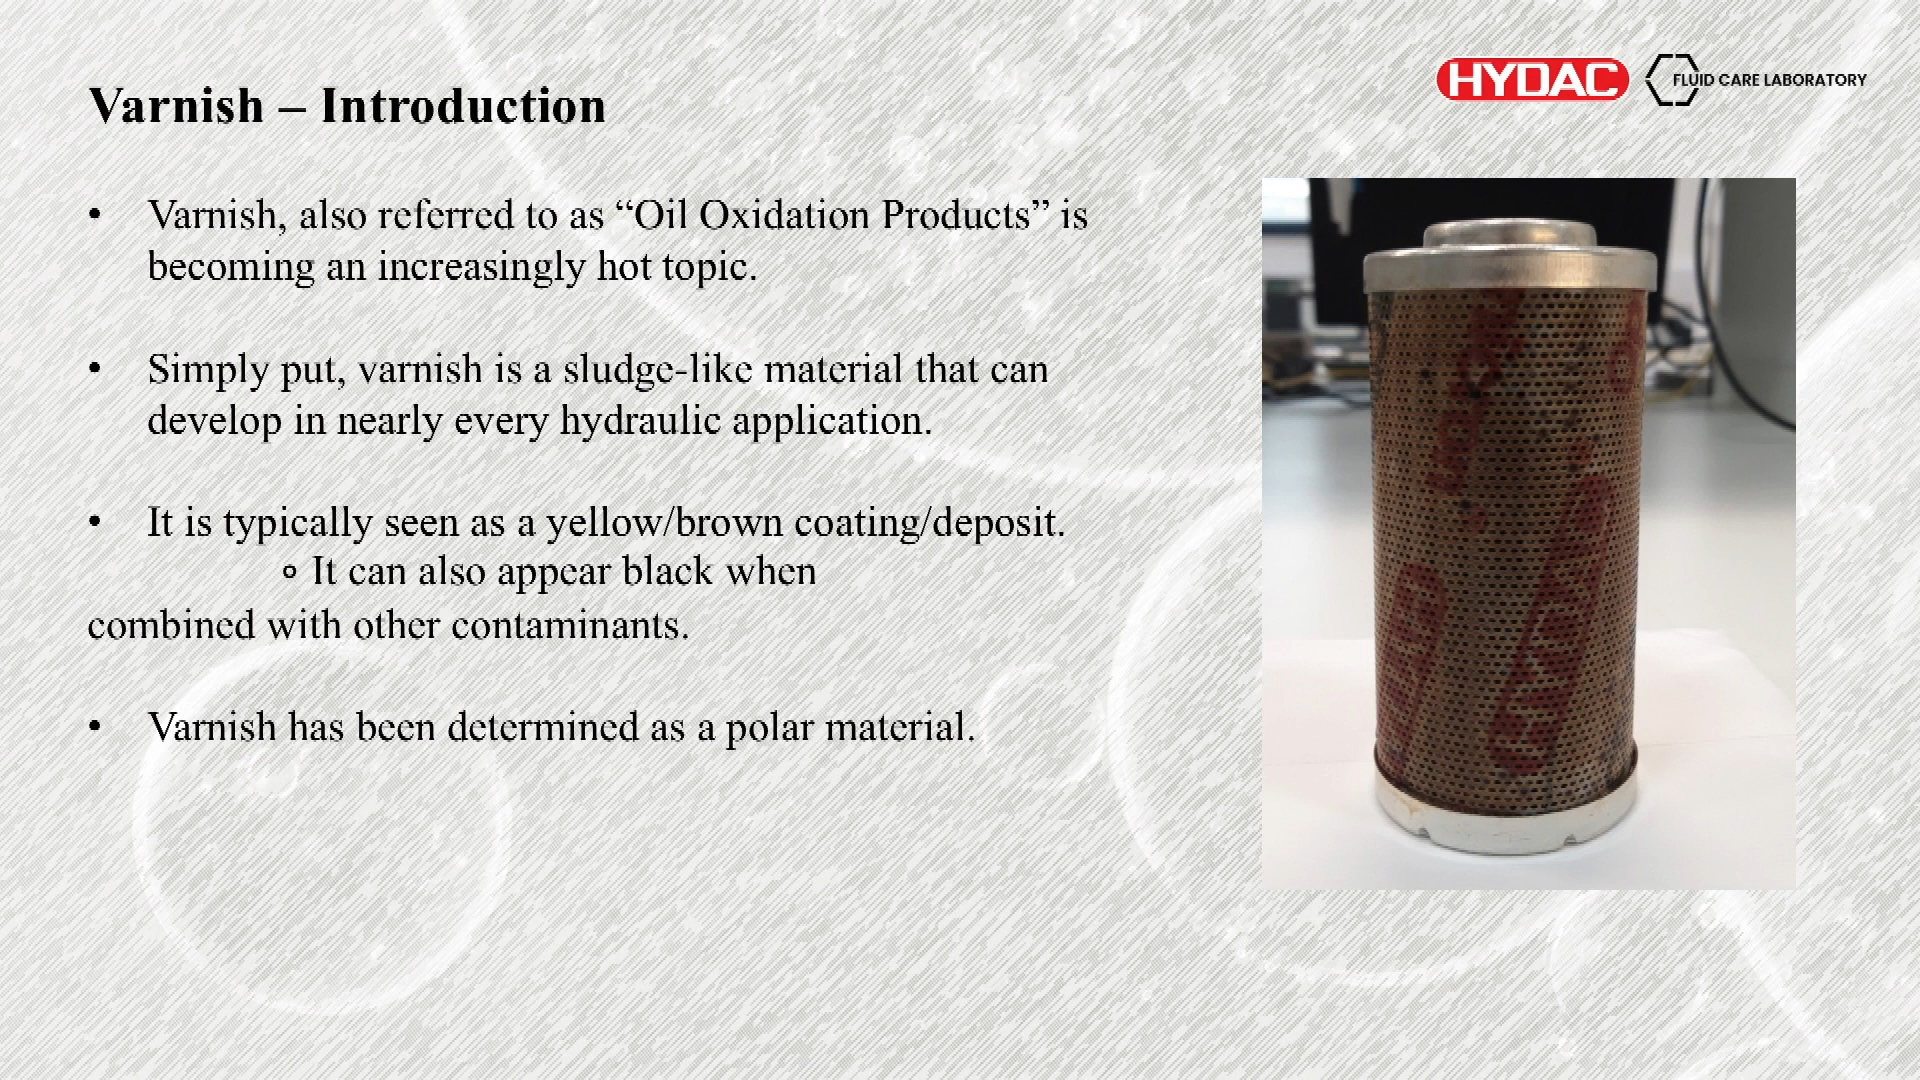 HYDAC FLUID CARE LABORATORY
Varnish – Introduction
• Varnish, also referred to as “Oil Oxidation Products” is
becoming an increasingly hot topic.
• Simply put, varnish is a sludge-like material that can
develop in nearly every hydraulic application.
• It is typically seen as a yellow/brown coating/deposit.
∘ It can also appear black when
combined with other contaminants.
• Varnish has been determined as a polar material.